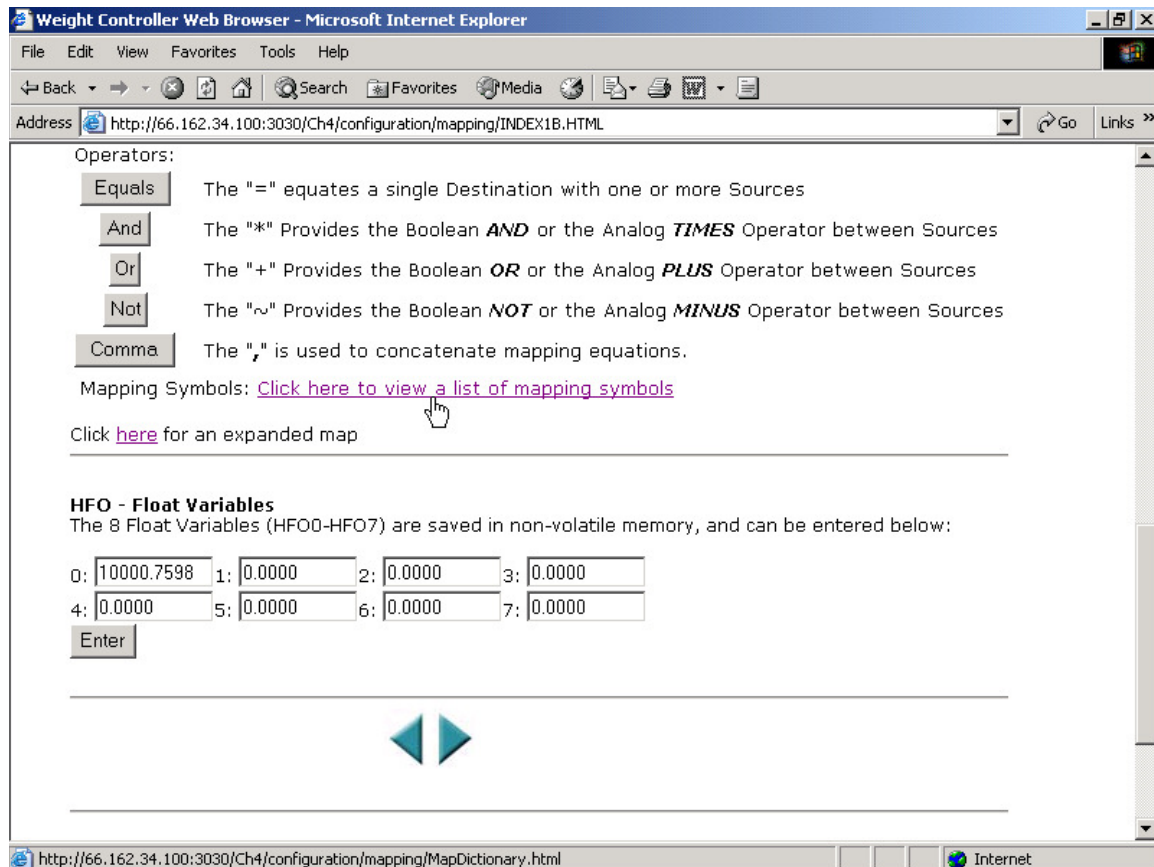 Weight Controller Web Browser - Microsoft Internet Explorer
File Edit View Favorites Tools Help
Back Search Favorites Media
Address http://66.162.34.100:3030/Ch4/configuration/mapping/INDEX1B.HTML Go Links »
Operators:
Equals The "=" equates a single Destination with one or more Sources
And The "*" Provides the Boolean AND or the Analog TIMES Operator between Sources
Or The "+" Provides the Boolean OR or the Analog PLUS Operator between Sources
Not The "~" Provides the Boolean NOT or the Analog MINUS Operator between Sources
Comma The "," is used to concatenate mapping equations.
Mapping Symbols: Click here to view a list of mapping symbols
Click here for an expanded map
HFO - Float Variables
The 8 Float Variables (HFO0-HFO7) are saved in non-volatile memory, and can be entered below:
0: 10000.7598 1: 0.0000 2: 0.0000 3: 0.0000
4: 0.0000 5: 0.0000 6: 0.0000 7: 0.0000
Enter
http://66.162.34.100:3030/Ch4/configuration/mapping/MapDictionary.html Internet